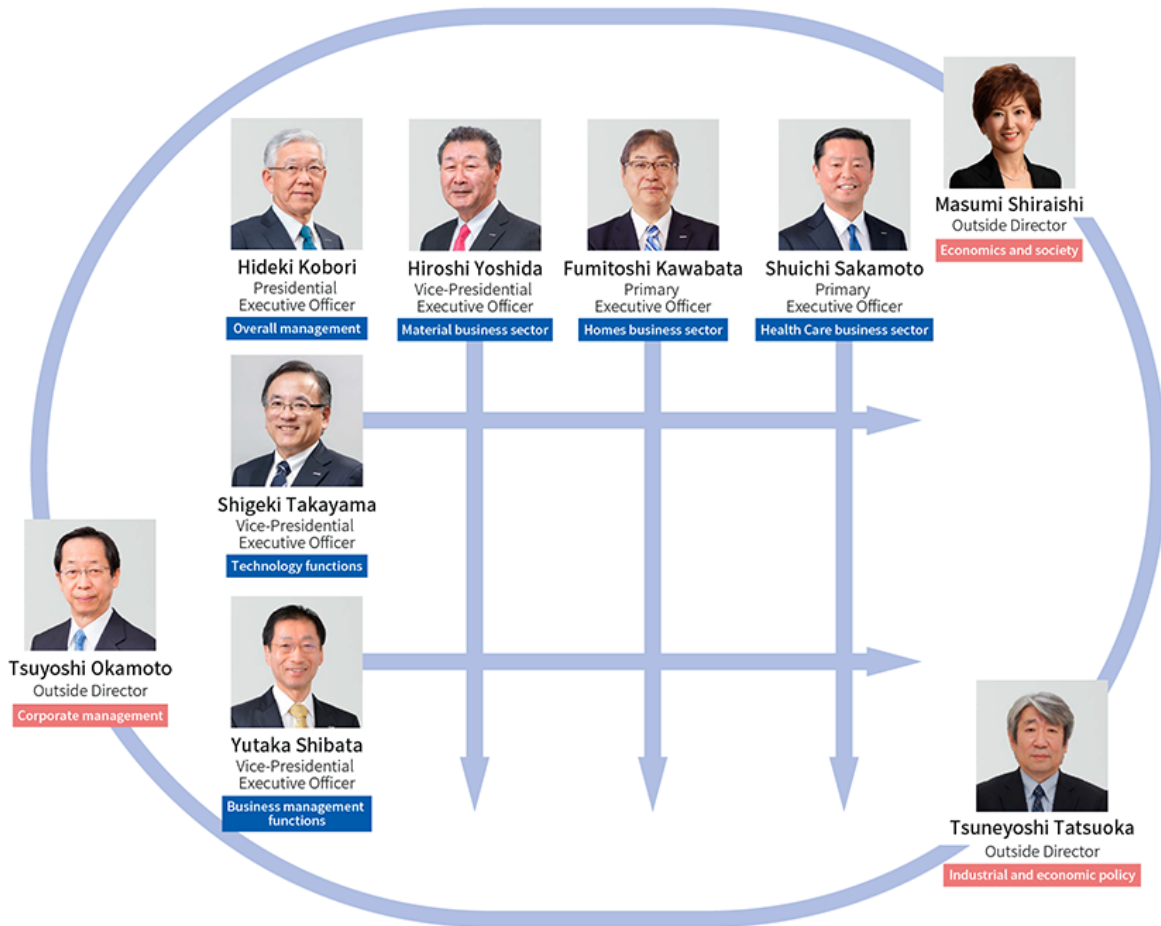 Masumi Shiraishi
Outside Director
Economics and society
Hideki Kobori
Presidential
Executive Officer
Overall management
Hiroshi Yoshida
Vice-Presidential
Executive Officer
Material business sector
Fumitoshi Kawabata
Primary
Executive Officer
Homes business sector
Shuichi Sakamoto
Primary
Executive Officer
Health Care business sector
Shigeki Takayama
Vice-Presidential
Executive Officer
Technology functions
Tsuyoshi Okamoto
Outside Director
Corporate management
Yutaka Shibata
Vice-Presidential
Executive Officer
Business management
functions
Tsuneyoshi Tatsuoka
Outside Director
Industrial and economic policy